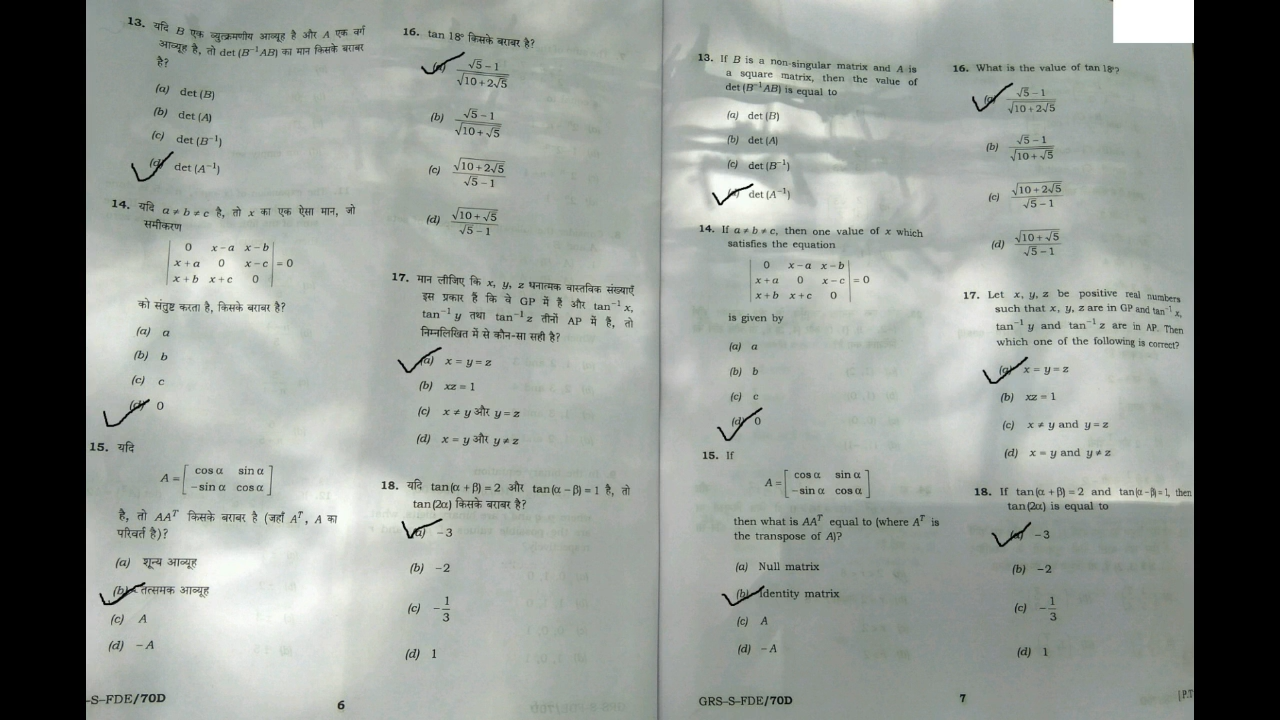 13. यदि B एक व्युत्क्रमणीय आव्यूह है और A एक वर्ग
आव्यूह है, तो det (B⁻¹AB) का मान किसके बराबर
है?
(a) det (B)
(b) det (A)
(c) det (B⁻¹)
(d) det (A⁻¹)
14. यदि a ≠ b ≠ c है, तो x का एक ऐसा मान, जो
समीकरण
| 0 x – a x – b |
| x + a 0 x – c | = 0
| x + b x + c 0 |
को संतुष्ट करता है, किसके बराबर है?
(a) a
(b) b
(c) c
(d) 0
15. यदि
A = [ cos α sin α ]
[ –sin α cos α ]
है, तो AAᵀ किसके बराबर है (जहाँ Aᵀ, A का
परिवर्त है)?
(a) शून्य आव्यूह
(b) तत्समक आव्यूह
(c) A
(d) – A
–S–FDE/70D
16. tan 18° किसके बराबर है?
(a) √5 – 1
√10 + 2√5
(b) √5 – 1
√10 + √5
(c) √10 + 2√5
√5 – 1
(d) √10 + √5
√5 – 1
17. मान लीजिए कि x, y, z धनात्मक वास्तविक संख्याएँ
इस प्रकार हैं कि वे GP में हैं और tan⁻¹ x,
tan⁻¹ y तथा tan⁻¹ z तीनों AP में हैं, तो
निम्नलिखित में से कौन-सा सही है?
(a) x = y = z
(b) xz = 1
(c) x ≠ y और y = z
(d) x = y और y ≠ z
18. यदि tan(α + β) = 2 और tan(α – β) = 1 है, तो
tan(2α) किसके बराबर है?
(a) –3
(b) –2
(c) –1
3
(d) 1
6
13. If B is a non-singular matrix and A is
a square matrix, then the value of
det (B⁻¹AB) is equal to
(a) det (B)
(b) det (A)
(c) det (B⁻¹)
(d) det (A⁻¹)
14. If a ≠ b ≠ c, then one value of x which
satisfies the equation
| 0 x – a x – b |
| x + a 0 x – c | = 0
| x + b x + c 0 |
is given by
(a) a
(b) b
(c) c
(d) 0
15. If
A = [ cos α sin α ]
[ –sin α cos α ]
then what is AAᵀ equal to (where Aᵀ is
the transpose of A)?
(a) Null matrix
(b) Identity matrix
(c) A
(d) – A
GRS–S–FDE/70D
16. What is the value of tan 18°?
(a) √5 – 1
√10 + 2√5
(b) √5 – 1
√10 + √5
(c) √10 + 2√5
√5 – 1
(d) √10 + √5
√5 – 1
17. Let x, y, z be positive real numbers
such that x, y, z are in GP and tan⁻¹ x,
tan⁻¹ y and tan⁻¹ z are in AP. Then
which one of the following is correct?
(a) x = y = z
(b) xz = 1
(c) x ≠ y and y = z
(d) x = y and y ≠ z
18. If tan(α + β) = 2 and tan(α – β) = 1, then
tan(2α) is equal to
(a) –3
(b) –2
(c) –1
3
(d) 1
7